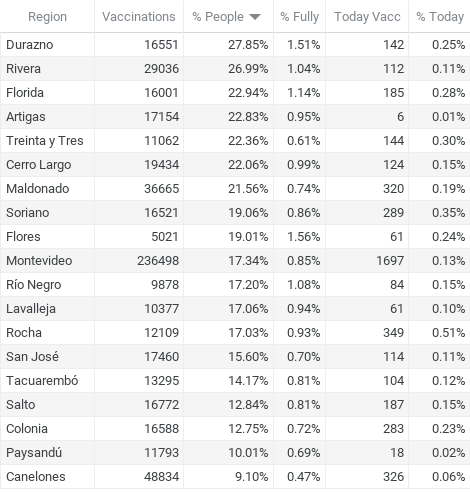 Region Vaccinations % People % Fully Today Vacc % Today
Durazno 16551 27.85% 1.51% 142 0.25%
Rivera 29036 26.99% 1.04% 112 0.11%
Florida 16001 22.94% 1.14% 185 0.28%
Artigas 17154 22.83% 0.95% 6 0.01%
Treinta y Tres 11062 22.36% 0.61% 144 0.30%
Cerro Largo 19434 22.06% 0.99% 124 0.15%
Maldonado 36665 21.56% 0.74% 320 0.19%
Soriano 16521 19.06% 0.86% 289 0.35%
Flores 5021 19.01% 1.56% 61 0.24%
Montevideo 236498 17.34% 0.85% 1697 0.13%
Río Negro 9878 17.20% 1.08% 84 0.15%
Lavalleja 10377 17.06% 0.94% 61 0.10%
Rocha 12109 17.03% 0.93% 349 0.51%
San José 17460 15.60% 0.70% 114 0.11%
Tacuarembó 13295 14.17% 0.81% 104 0.12%
Salto 16772 12.84% 0.81% 187 0.15%
Colonia 16588 12.75% 0.72% 283 0.23%
Paysandú 11793 10.01% 0.69% 18 0.02%
Canelones 48834 9.10% 0.47% 326 0.06%